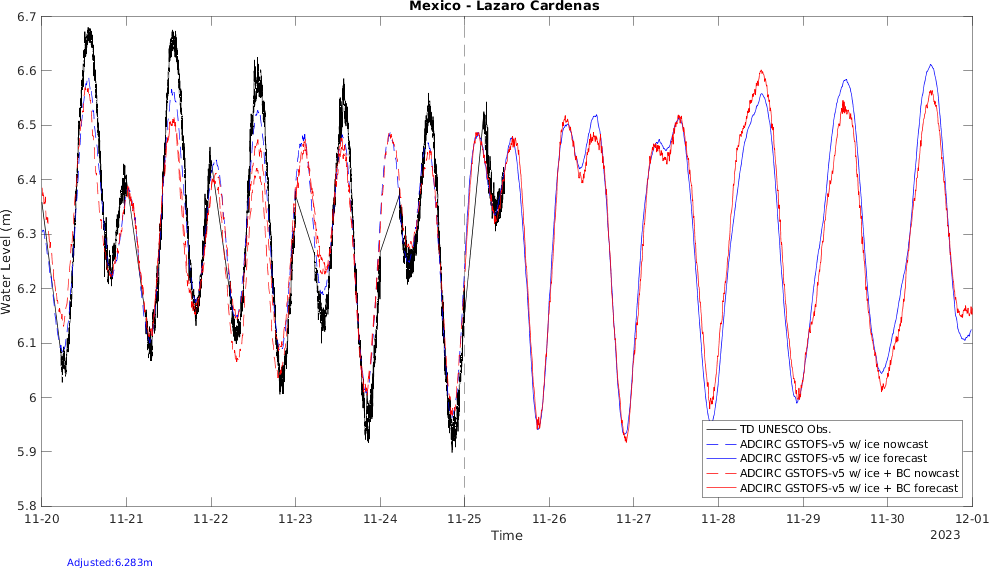 Mexico - Lazaro Cardenas
6.7
6.6
6.5
6.4
6.3
6.2
6.1
6
5.9
5.8
Water Level (m)
11-20
11-21
11-22
11-23
11-24
11-25
11-26
11-27
11-28
11-29
11-30
12-01
Time
2023
TD UNESCO Obs.
ADCIRC GSTOFS-v5 w/ ice nowcast
ADCIRC GSTOFS-v5 w/ ice forecast
ADCIRC GSTOFS-v5 w/ ice + BC nowcast
ADCIRC GSTOFS-v5 w/ ice + BC forecast
Adjusted:6.283m